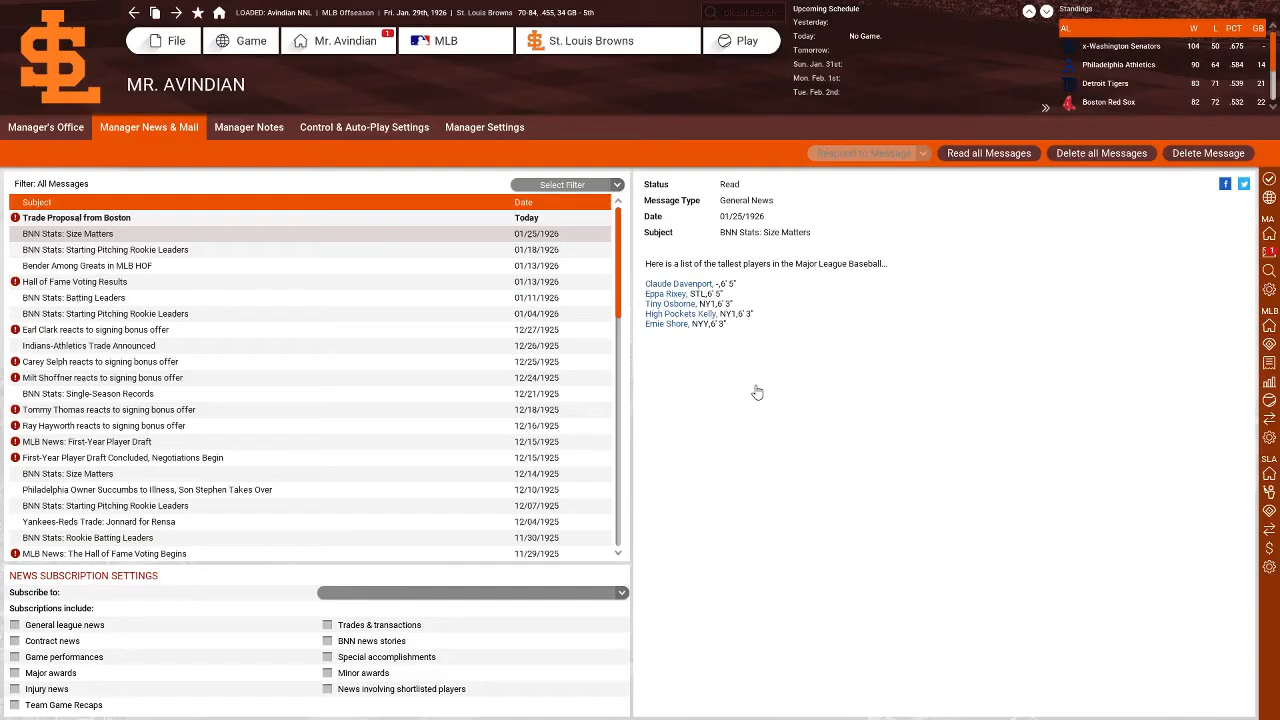 LOADED: Avindian NNL | MLB Offseason | Fri. Jan. 29th, 1926 | St. Louis Browns 70-84, .455, 34 GB - 5th
Global Search
File
Game
Mr. Avindian
1
MLB
St. Louis Browns
Play
MR. AVINDIAN
Upcoming Schedule
Yesterday:
Today: No Game.
Tomorrow:
Sun. Jan. 31st:
Mon. Feb. 1st:
Tue. Feb. 2nd:
Standings
AL W L PCT GB
x-Washington Senators 104 50 .675 -
Philadelphia Athletics 90 64 .584 14
Detroit Tigers 83 71 .539 21
Boston Red Sox 82 72 .532 22
Manager's Office
Manager News & Mail
Manager Notes
Control & Auto-Play Settings
Manager Settings
Respond to Message
Read all Messages
Delete all Messages
Delete Message
Filter: All Messages
Select Filter
Subject Date
Trade Proposal from Boston Today
BNN Stats: Size Matters 01/25/1926
BNN Stats: Starting Pitching Rookie Leaders 01/18/1926
Bender Among Greats in MLB HOF 01/13/1926
Hall of Fame Voting Results 01/13/1926
BNN Stats: Batting Leaders 01/11/1926
BNN Stats: Starting Pitching Rookie Leaders 01/04/1926
Earl Clark reacts to signing bonus offer 12/27/1925
Indians-Athletics Trade Announced 12/26/1925
Carey Selph reacts to signing bonus offer 12/25/1925
Milt Shoffner reacts to signing bonus offer 12/24/1925
BNN Stats: Single-Season Records 12/21/1925
Tommy Thomas reacts to signing bonus offer 12/18/1925
Ray Hayworth reacts to signing bonus offer 12/16/1925
MLB News: First-Year Player Draft 12/15/1925
First-Year Player Draft Concluded, Negotiations Begin 12/15/1925
BNN Stats: Size Matters 12/14/1925
Philadelphia Owner Succumbs to Illness, Son Stephen Takes Over 12/10/1925
BNN Stats: Starting Pitching Rookie Leaders 12/07/1925
Yankees-Reds Trade: Jonnard for Rensa 12/04/1925
BNN Stats: Rookie Batting Leaders 11/30/1925
MLB News: The Hall of Fame Voting Begins 11/29/1925
NEWS SUBSCRIPTION SETTINGS
Subscribe to:
Subscriptions include:
General league news
Trades & transactions
Contract news
BNN news stories
Game performances
Special accomplishments
Major awards
Minor awards
Injury news
News involving shortlisted players
Team Game Recaps
Status Read
Message Type General News
Date 01/25/1926
Subject BNN Stats: Size Matters
Here is a list of the tallest players in the Major League Baseball...
Claude Davenport, -,6' 5"
Eppa Rixey, STL,6' 5"
Tiny Osborne, NY1,6' 3"
High Pockets Kelly, NY1,6' 3"
Ernie Shore, NYY,6' 3"
MA
1
MLB
SLA